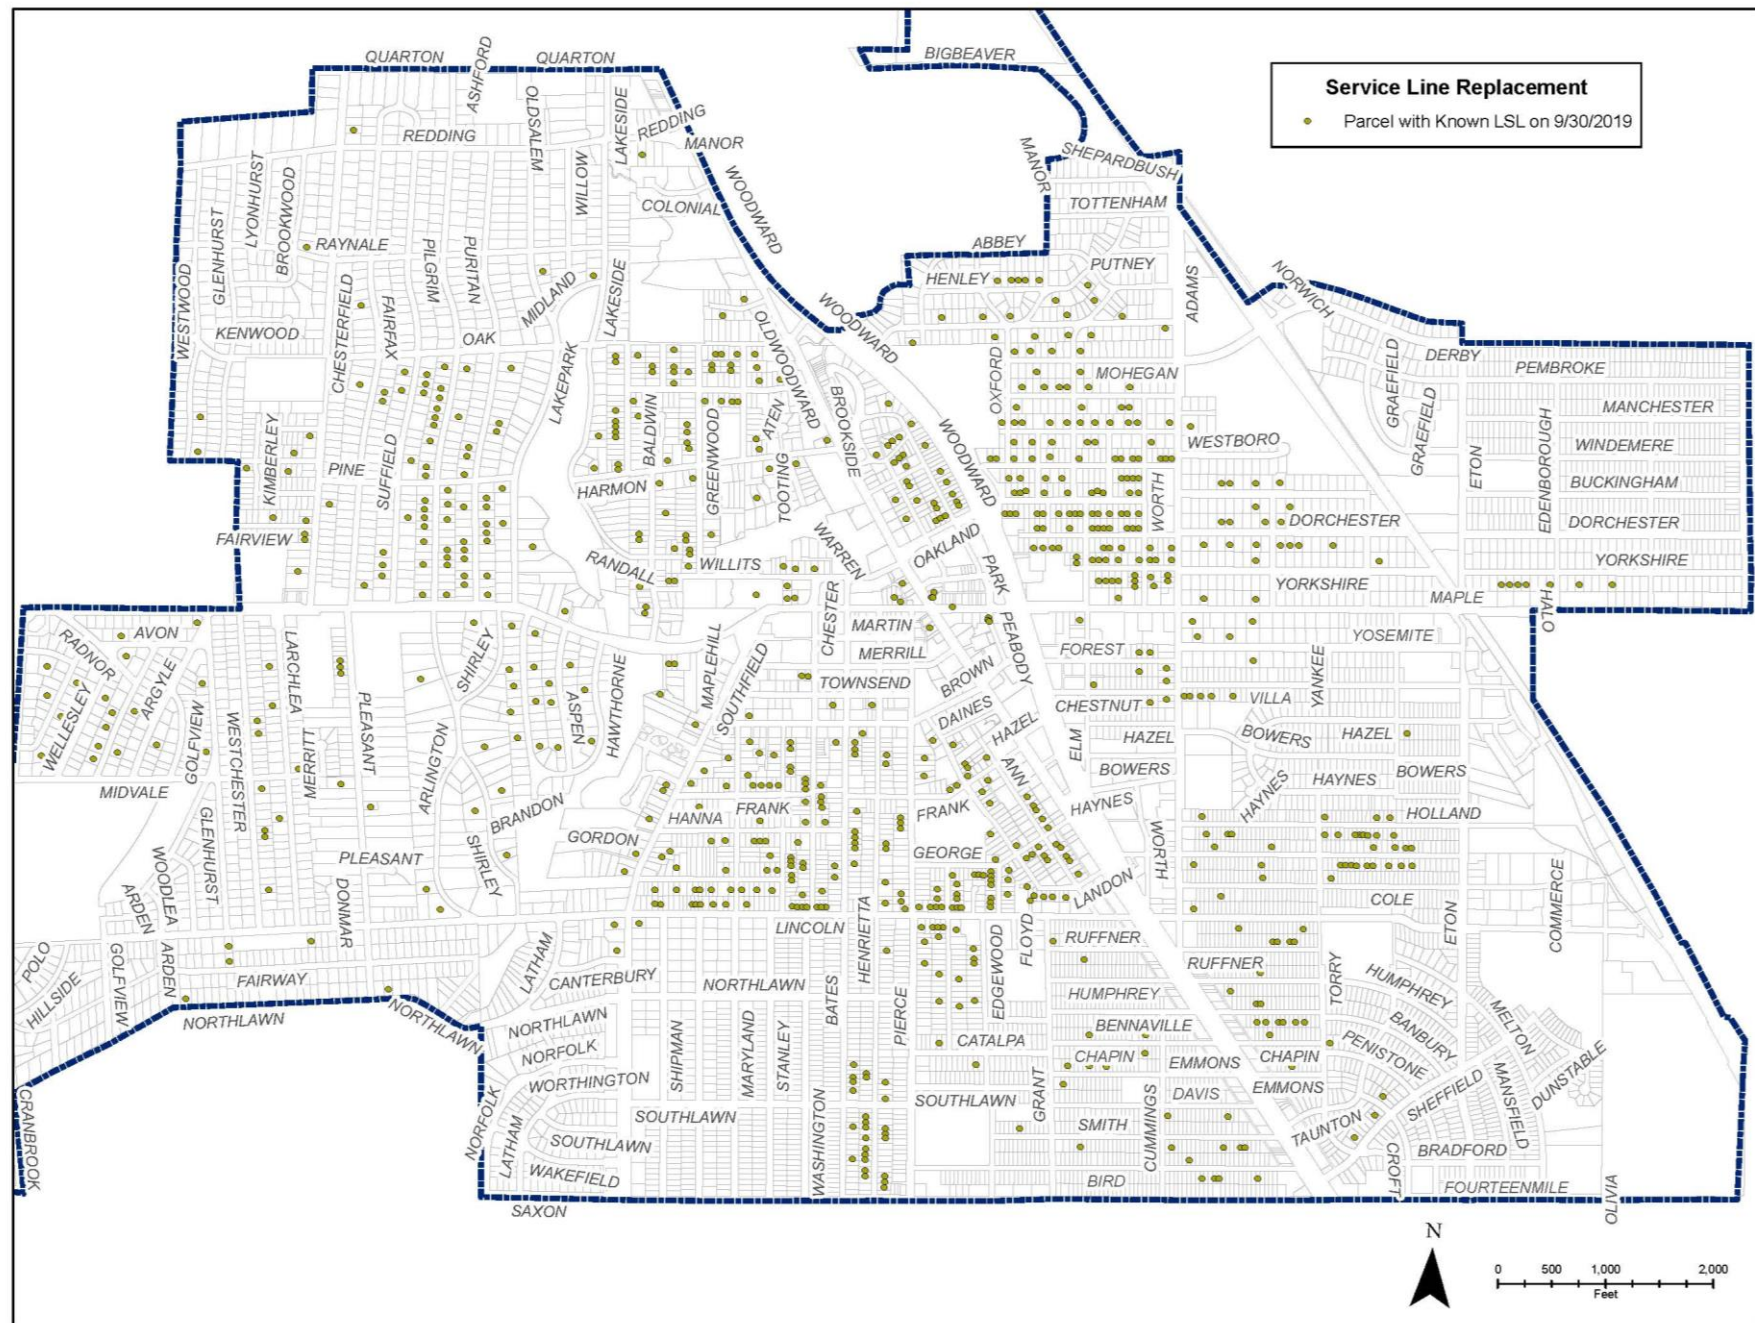 QUARTON
QUARTON
ASHFORD
BIGBEAVER
Service Line Replacement
Parcel with Known LSL on 9/30/2019
OLDSALEM
LAKESIDE
REDDING
REDDING
MANOR
WOODWARD
MANOR
SHEPARDBUSH
LYONHURST
BROOKWOOD
GLENHURST
WILLOW
COLONIAL
TOTTENHAM
RAYNALE
PILGRIM
PURITAN
ABBEY
PUTNEY
HENLEY
ADAMS
NORWICH
WESTWOOD
CHESTERFIELD
FAIRFAX
MIDLAND
LAKESIDE
KENWOOD
OAK
OLDWOODWARD
WOODWARD
LAKEPARK
OXFORD
MOHEGAN
GRAEFIELD
DERBY
PEMBROKE
BROOKSIDE
KIMBERLEY
PINE
SUFFIELD
BALDWIN
GREENWOOD
ATEN
WOODWARD
WESTBORO
GRAEFIELD
MANCHESTER
WINDEMERE
ETON
EDENBOROUGH
BUCKINGHAM
HARMON
TOOTING
WORTH
DORCHESTER
DORCHESTER
FAIRVIEW
WARREN
OAKLAND
RANDALL
WILLITS
PARK
YORKSHIRE
YORKSHIRE
MAPLE
HALO
CHESTER
MARTIN
PEABODY
AVON
RADNOR
ARGYLE
LARCHLEA
SHIRLEY
MAPLEHILL
MERRILL
FOREST
YOSEMITE
HAWTHORNE
SOUTHFIELD
TOWNSEND
BROWN
YANKEE
WELLESLEY
GOLFVIEW
WESTCHESTER
PLEASANT
ASPEN
DAINES
CHESTNUT
VILLA
MERRITT
ARLINGTON
HAZEL
ELM
HAZEL
BOWERS
HAZEL
MIDVALE
ANN
BOWERS
HAYNES
BOWERS
GLENHURST
BRANDON
HANNA
FRANK
FRANK
HAYNES
HAYNES
HOLLAND
GORDON
WORTH
WOODLEA
PLEASANT
SHIRLEY
GEORGE
ARDEN
DONMAR
LANDON
COLE
COMMERCE
HENRIETTA
LINCOLN
FLOYD
ETON
POLO
GOLFVIEW
ARDEN
LATHAM
EDGEWOOD
RUFFNER
RUFFNER
TORRY
HILLSIDE
FAIRWAY
CANTERBURY
NORTHLAWN
BATES
HUMPHREY
HUMPHREY
NORTHLAWN
NORTHLAWN
NORTHLAWN
PIERCE
BENNAVILLE
BANBURY
MELTON
NORFOLK
SHIPMAN
MARYLAND
STANLEY
CATALPA
CHAPIN
EMMONS
CHAPIN
PENISTONE
WORTHINGTON
DAVIS
EMMONS
SHEFFIELD
DUNSTABLE
CRANBROOK
NORFOLK
SOUTHLAWN
WASHINGTON
SOUTHLAWN
GRANT
CUMMINGS
MANSFIELD
SMITH
TAUNTON
LATHAM
SOUTHLAWN
BRADFORD
WAKEFIELD
BIRD
CROFT
FOURTEENMILE
OLIVIA
SAXON
N
0 500 1,000 2,000
Feet